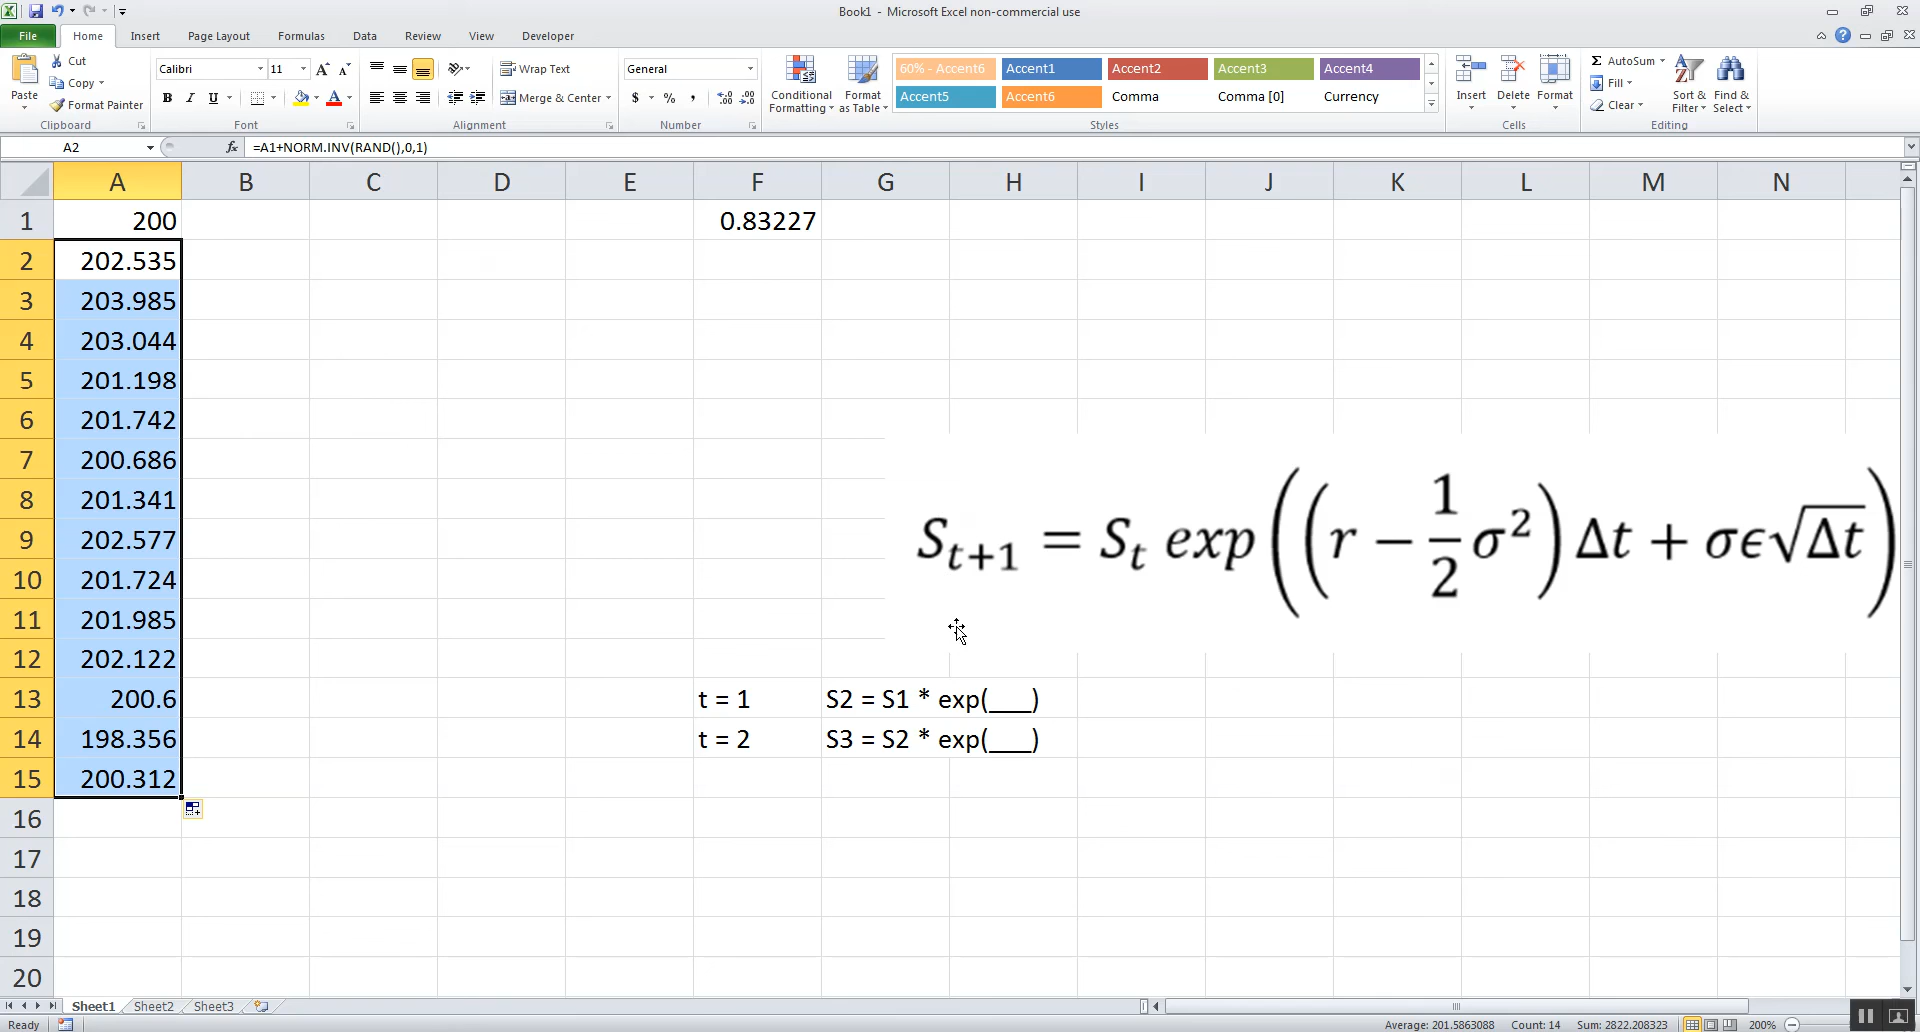 Book1 - Microsoft Excel non-commercial use
File Home Insert Page Layout Formulas Data Review View Developer
Paste
Cut
Copy
Format Painter
Clipboard
Calibri 11 A A
B I U A
Font
Wrap Text
Merge & Center
Alignment
General
$ % ,
Number
Conditional Formatting
Format as Table
60% - Accent6 Accent1 Accent2 Accent3 Accent4
Accent5 Accent6 Comma Comma [0] Currency
Styles
Insert Delete Format
Cells
Σ AutoSum
Fill
Clear
Sort & Filter
Find & Select
Editing
A2 fx =A1+NORM.INV(RAND(),0,1)
A B C D E F G H I J K L M N
1 200 0.83227
2 202.535
3 203.985
4 203.044
5 201.198
6 201.742
7 200.686
8 201.341
9 202.577
10 201.724
11 201.985
12 202.122
S_{t+1} = S_t exp((r − 1/2 σ²) Δt + σϵ√Δt)
13 200.6 t = 1 S2 = S1 * exp(___)
14 198.356 t = 2 S3 = S2 * exp(___)
15 200.312
16
17
18
19
20
Sheet1 Sheet2 Sheet3
Ready Average: 201.5863088 Count: 14 Sum: 2822.208323 200%